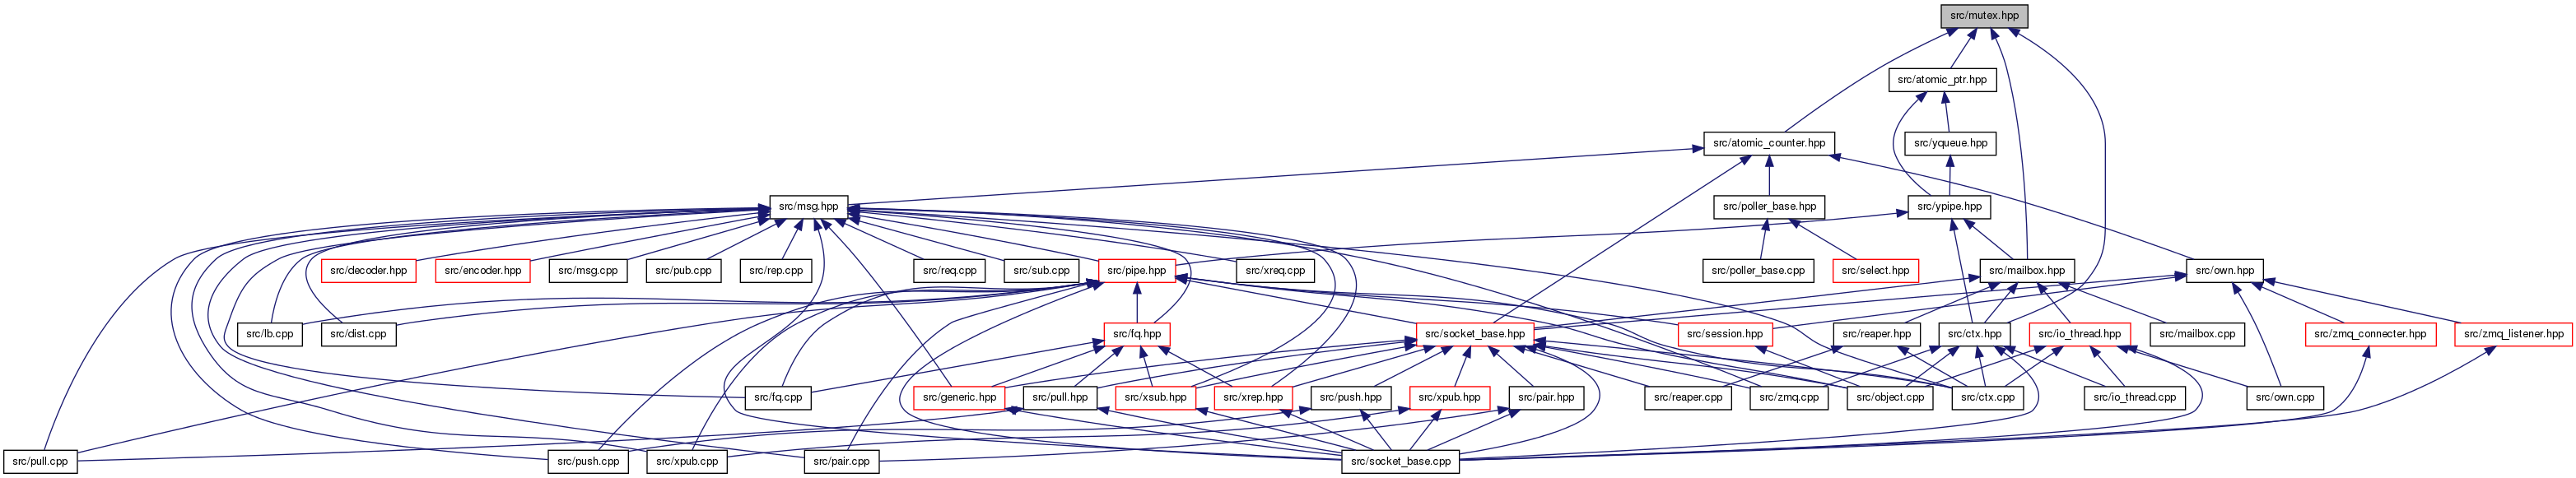 src/mutex.hpp
src/atomic_ptr.hpp
src/atomic_counter.hpp
src/yqueue.hpp
src/msg.hpp
src/poller_base.hpp
src/ypipe.hpp
src/decoder.hpp
src/encoder.hpp
src/msg.cpp
src/pub.cpp
src/rep.cpp
src/req.cpp
src/sub.cpp
src/pipe.hpp
src/xreq.cpp
src/poller_base.cpp
src/select.hpp
src/mailbox.hpp
src/own.hpp
src/lb.cpp
src/dist.cpp
src/fq.hpp
src/socket_base.hpp
src/session.hpp
src/reaper.hpp
src/ctx.hpp
src/io_thread.hpp
src/mailbox.cpp
src/zmq_connecter.hpp
src/zmq_listener.hpp
src/fq.cpp
src/generic.hpp
src/pull.hpp
src/xsub.hpp
src/xrep.hpp
src/push.hpp
src/xpub.hpp
src/pair.hpp
src/reaper.cpp
src/zmq.cpp
src/object.cpp
src/ctx.cpp
src/io_thread.cpp
src/own.cpp
src/pull.cpp
src/push.cpp
src/xpub.cpp
src/pair.cpp
src/socket_base.cpp